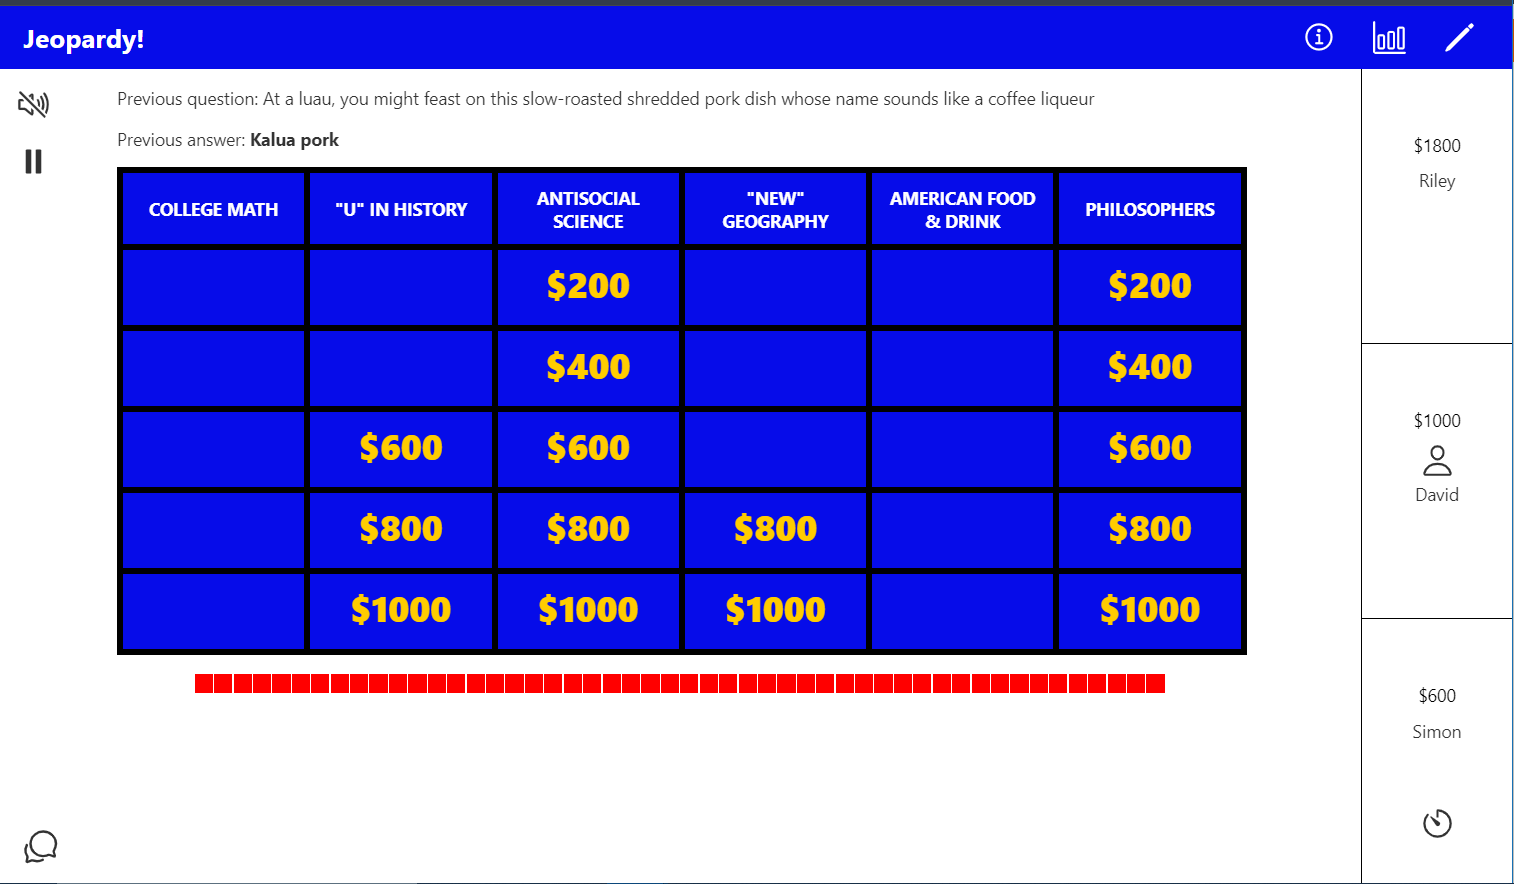 Jeopardy!
Previous question: At a luau, you might feast on this slow-roasted shredded pork dish whose name sounds like a coffee liqueur
Previous answer: Kalua pork
COLLEGE MATH
"U" IN HISTORY
ANTISOCIAL
SCIENCE
"NEW"
GEOGRAPHY
AMERICAN FOOD
& DRINK
PHILOSOPHERS
$200 $200
$400 $400
$600 $600 $600
$800 $800 $800 $800
$1000 $1000 $1000 $1000
$1800
Riley
$1000
David
$600
Simon